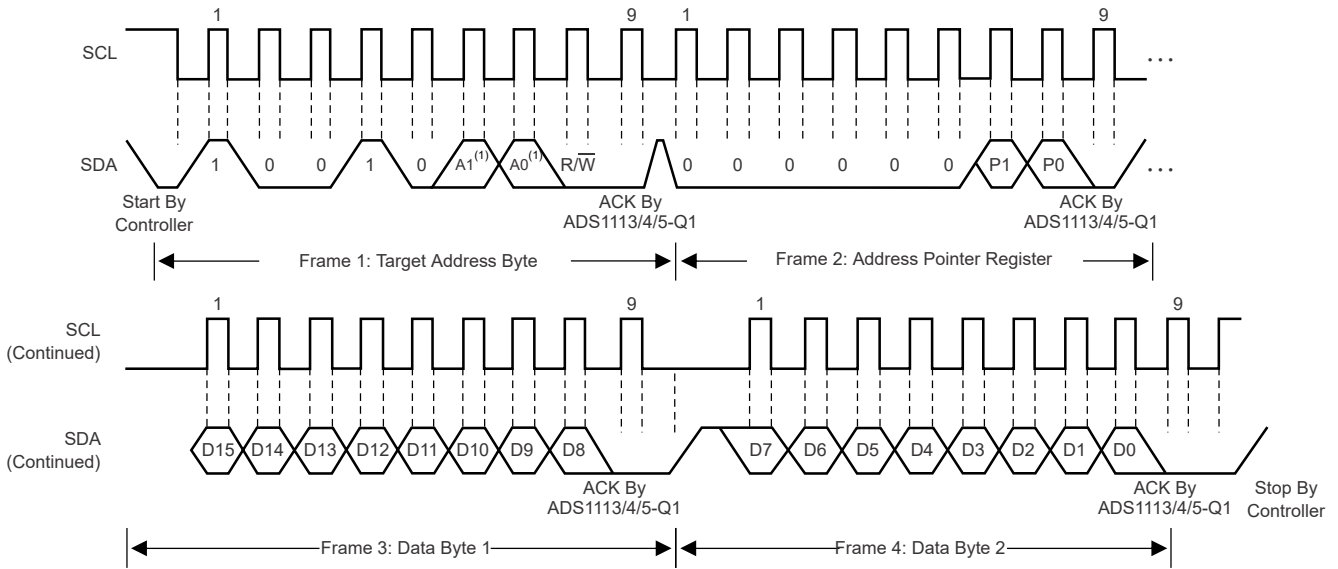 1 9 1 9
SCL ...
SDA 1 0 0 1 0 A1(1) A0(1) R/W̅ 0 0 0 0 0 0 P1 P0 ...
Start By Controller
ACK By ADS1113/4/5-Q1
ACK By ADS1113/4/5-Q1
Frame 1: Target Address Byte
Frame 2: Address Pointer Register
1 9 1 9
SCL (Continued)
SDA (Continued) D15 D14 D13 D12 D11 D10 D9 D8 D7 D6 D5 D4 D3 D2 D1 D0
ACK By ADS1113/4/5-Q1
ACK By ADS1113/4/5-Q1
Stop By Controller
Frame 3: Data Byte 1
Frame 4: Data Byte 2